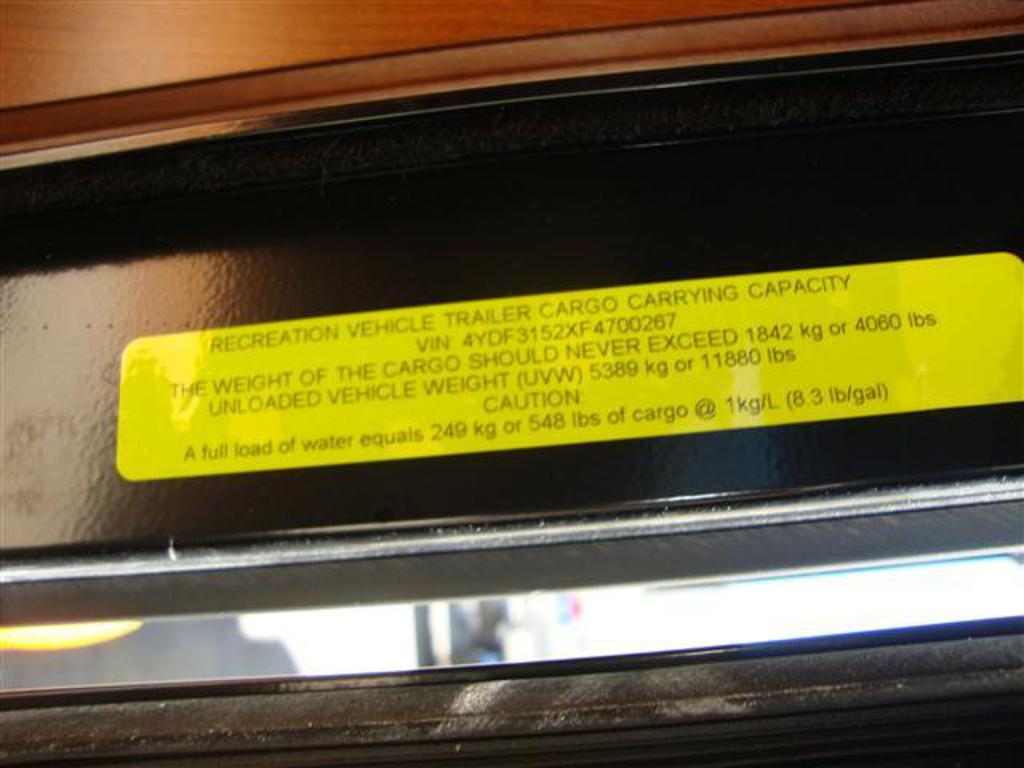 RECREATION VEHICLE TRAILER CARGO CARRYING CAPACITY
VIN 4YDF3152XF4700267
THE WEIGHT OF THE CARGO SHOULD NEVER EXCEED 1842 kg or 4060 lbs
UNLOADED VEHICLE WEIGHT (UVW) 5389 kg or 11880 lbs
CAUTION:
A full load of water equals 249 kg or 548 lbs of cargo @ 1kg/L (8.3 lb/gal)